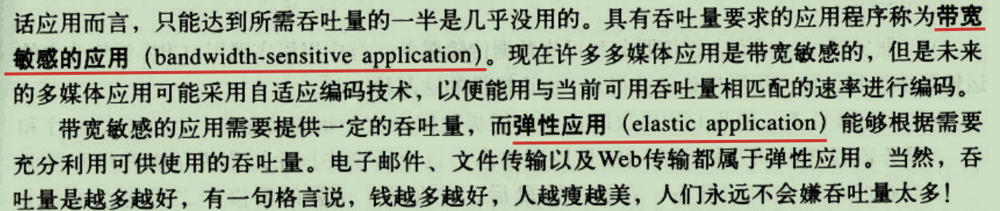 话应用而言，只能达到所需吞吐量的一半是几乎没用的。具有吞吐量要求的应用程序称为带宽
敏感的应用（bandwidth-sensitive application）。现在许多多媒体应用是带宽敏感的，但是未来
的多媒体应用可能采用自适应编码技术，以便能用与当前可用吞吐量相匹配的速率进行编码。
带宽敏感的应用需要提供一定的吞吐量，而弹性应用（elastic application）能够根据需要
充分利用可供使用的吞吐量。电子邮件、文件传输以及Web传输都属于弹性应用。当然，吞
吐量是越多越好，有一句格言说，钱越多越好，人越瘦越美，人们永远不会嫌吞吐量太多！